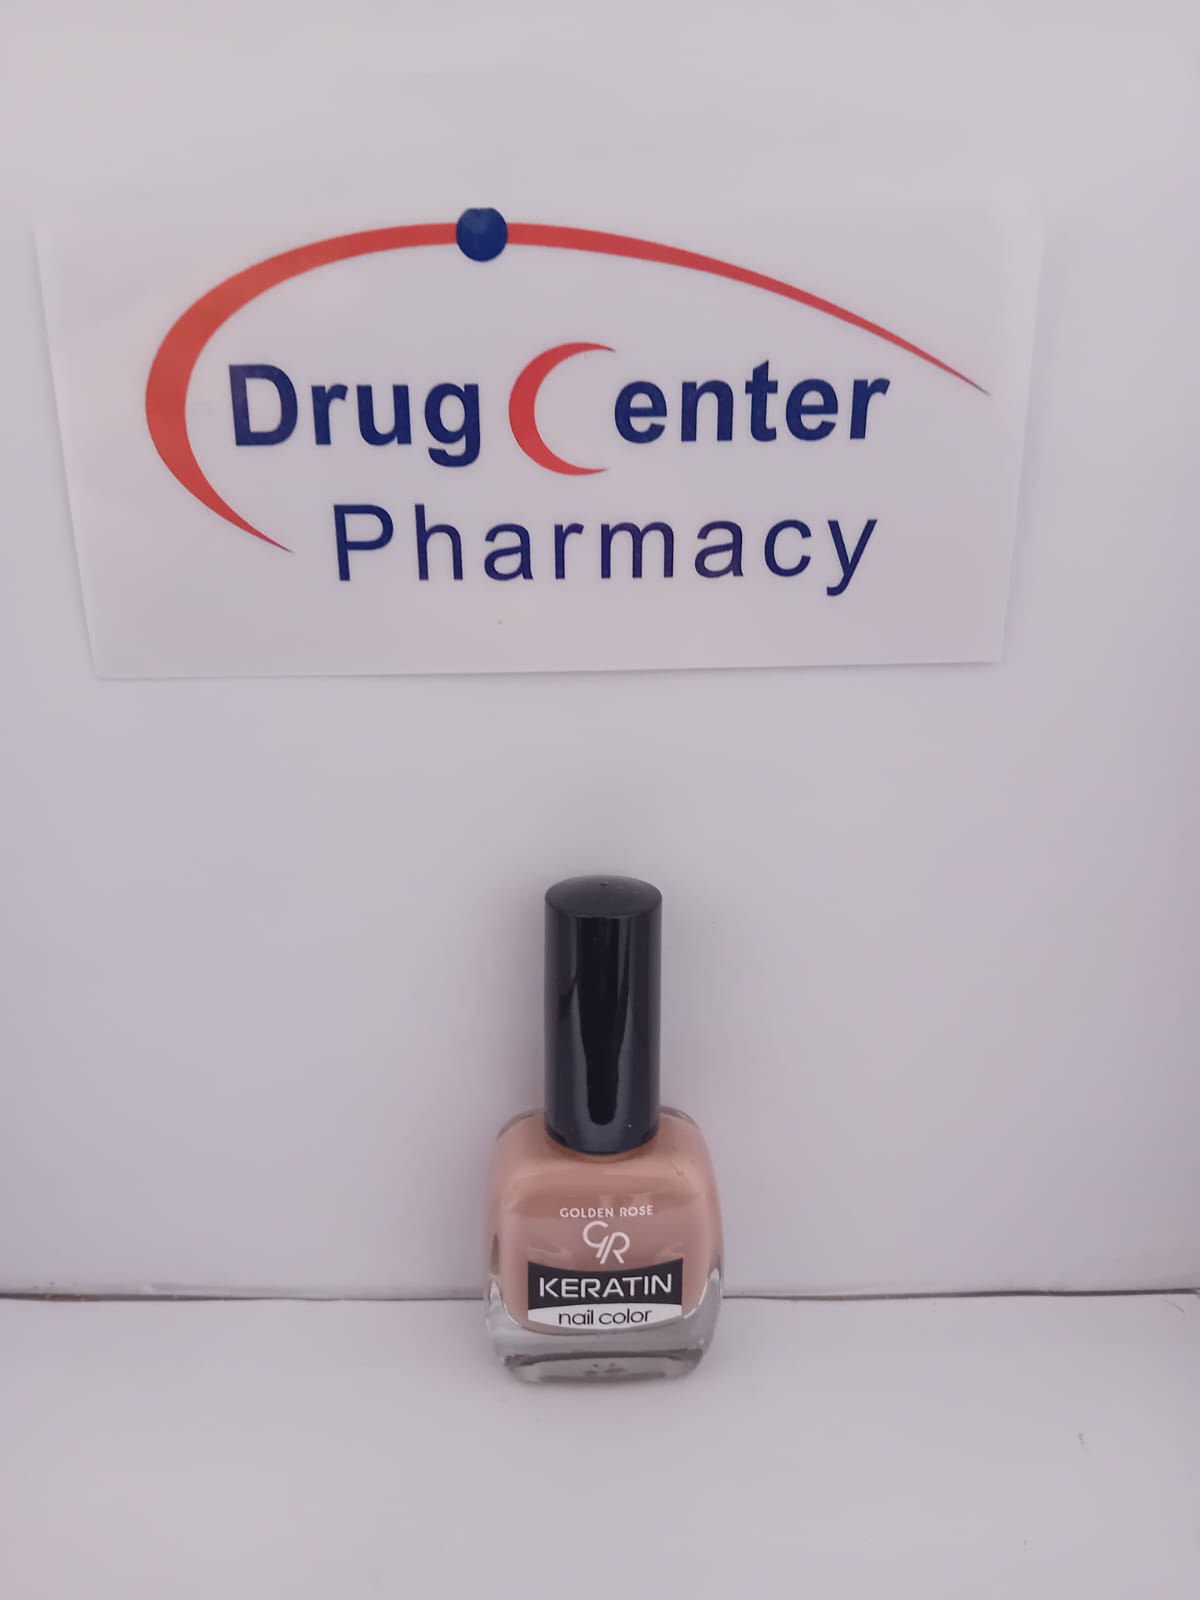 Drug Center
Pharmacy
GOLDEN ROSE
GR
KERATIN
nail color